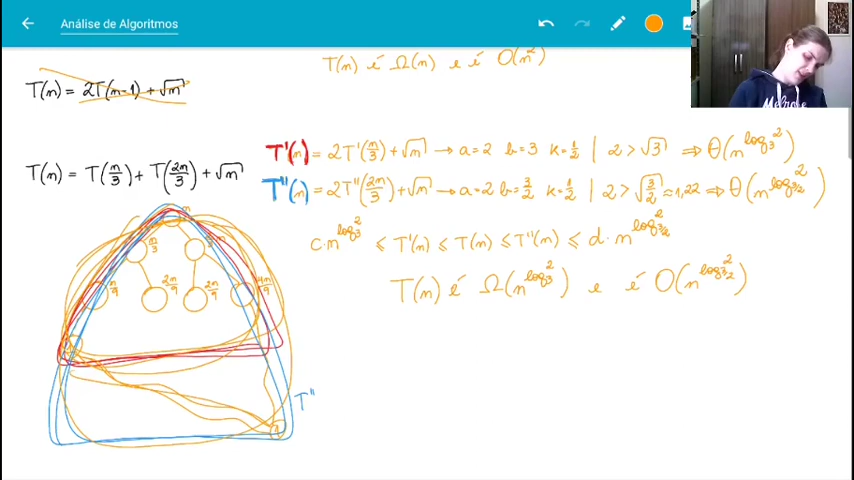 Análise de Algoritmos
T(n) é Ω(n) e é O(n²)
T(n) = 2T(n-1) + √n
T'(n) = 2T'(n/3) + √n → a=2 b=3 k=1/2 | 2 > √3 ⇒ Θ(n^log₃2)
T(n) = T(n/3) + T(2n/3) + √n
T''(n) = 2T''(2n/3) + √n → a=2 b=3/2 k=1/2 | 2 > √(3/2) ≈ 1,22 ⇒ Θ(n^log_{3/2}2)
n
c·n^log₃2 ≤ T'(n) ≤ T(n) ≤ T''(n) ≤ d·n^log_{3/2}2
n/3
T(n) é Ω(n^log₃2) e é O(n^log_{3/2}2)
n/9 2n/9 2n/9 4n/9
T''
1